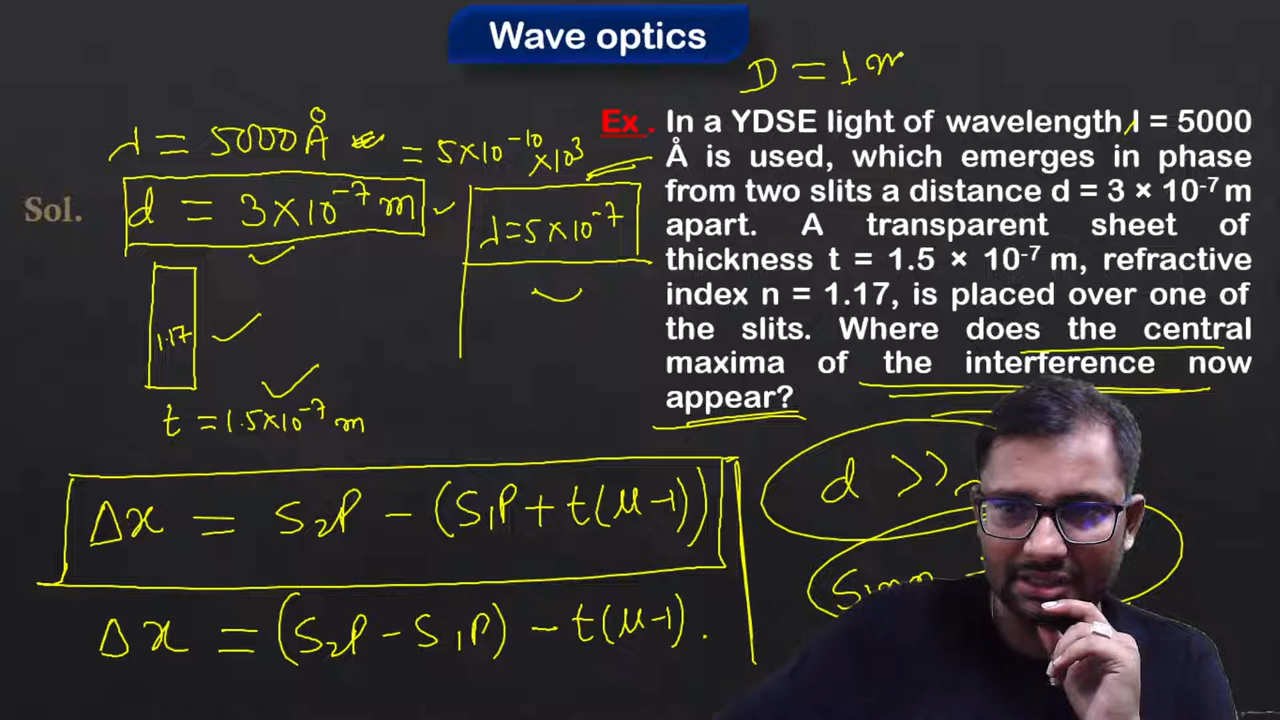 Wave optics
D = 1 m
λ = 5000 Å = 5×10⁻¹⁰ ×10³
Sol.
d = 3×10⁻⁷ m
λ=5×10⁻⁷
1.17
t = 1.5×10⁻⁷ m
Ex . In a YDSE light of wavelength λ l = 5000
Å is used, which emerges in phase
from two slits a distance d = 3 × 10⁻⁷ m
apart. A transparent sheet of
thickness t = 1.5 × 10⁻⁷ m, refractive
index n = 1.17, is placed over one of
the slits. Where does the central
maxima of the interference now
appear?
Δx = S₂P − (S₁P + t(μ−1))
Δx = (S₂P − S₁P) − t(μ−1).
d >>